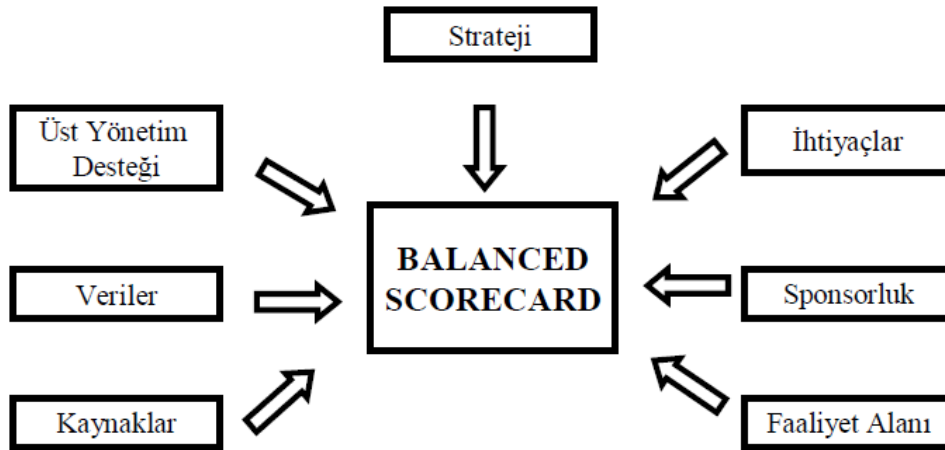 Strateji
Üst Yönetim
Desteği
İhtiyaçlar
BALANCED
SCORECARD
Veriler
Sponsorluk
Kaynaklar
Faaliyet Alanı